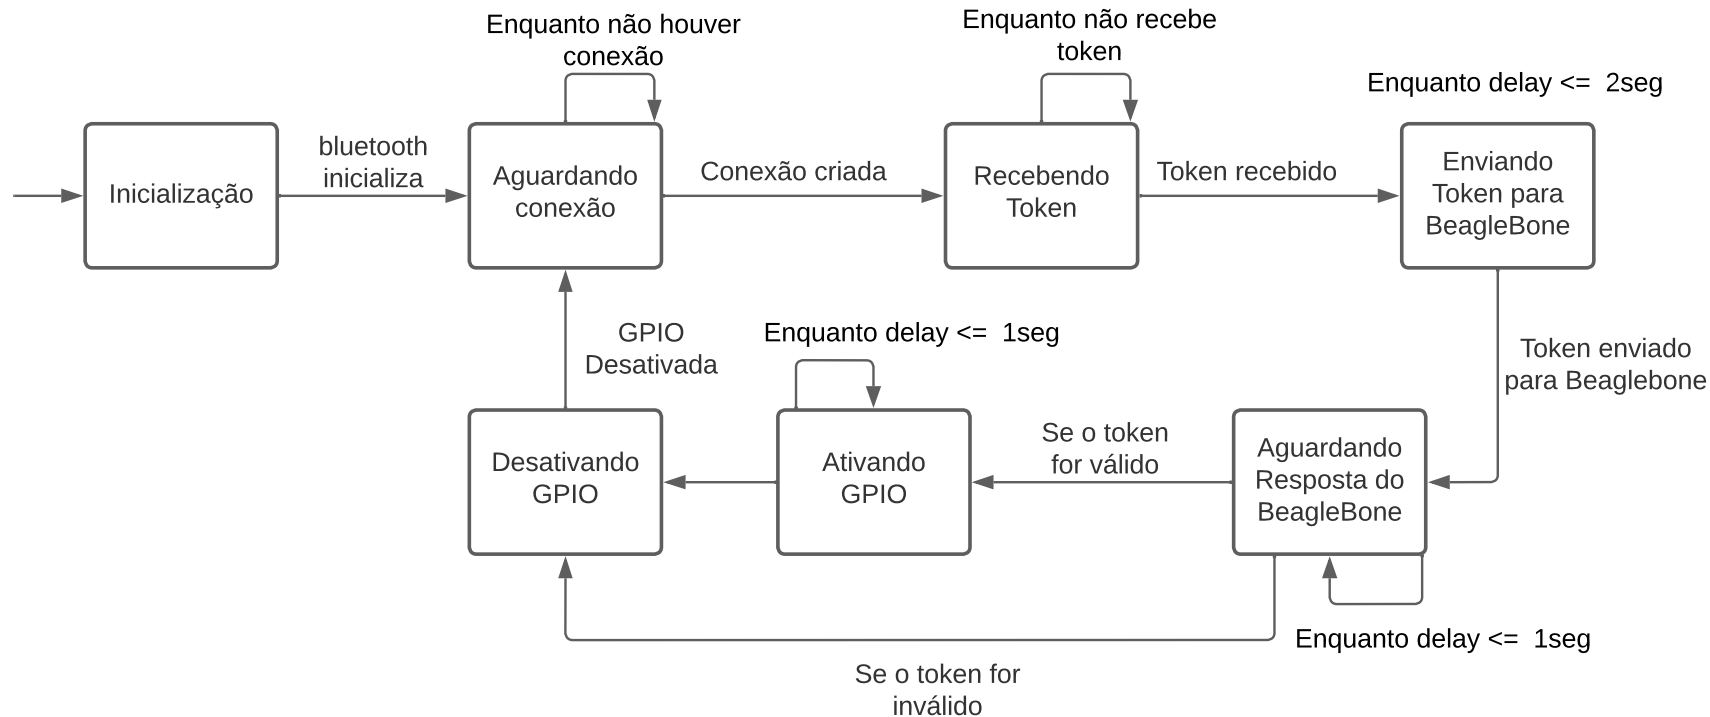 Enquanto não houver
conexão
Enquanto não recebe
token
Enquanto delay <=  2seg
Inicialização
bluetooth
inicializa
Aguardando
conexão
Conexão criada
Recebendo
Token
Token recebido
Enviando
Token para
BeagleBone
GPIO
Desativada
Enquanto delay <=  1seg
Token enviado
para Beaglebone
Desativando
GPIO
Ativando
GPIO
Se o token
for válido
Aguardando
Resposta do
BeagleBone
Enquanto delay <=  1seg
Se o token for
inválido